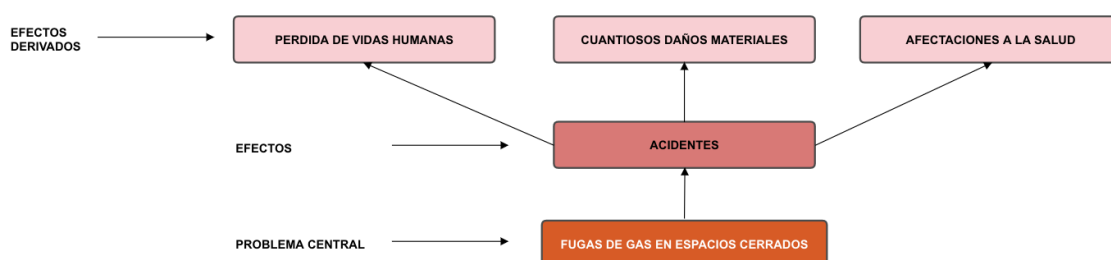 EFECTOS
DERIVADOS
PERDIDA DE VIDAS HUMANAS
CUANTIOSOS DAÑOS MATERIALES
AFECTACIONES A LA SALUD
EFECTOS
ACIDENTES
PROBLEMA CENTRAL
FUGAS DE GAS EN ESPACIOS CERRADOS